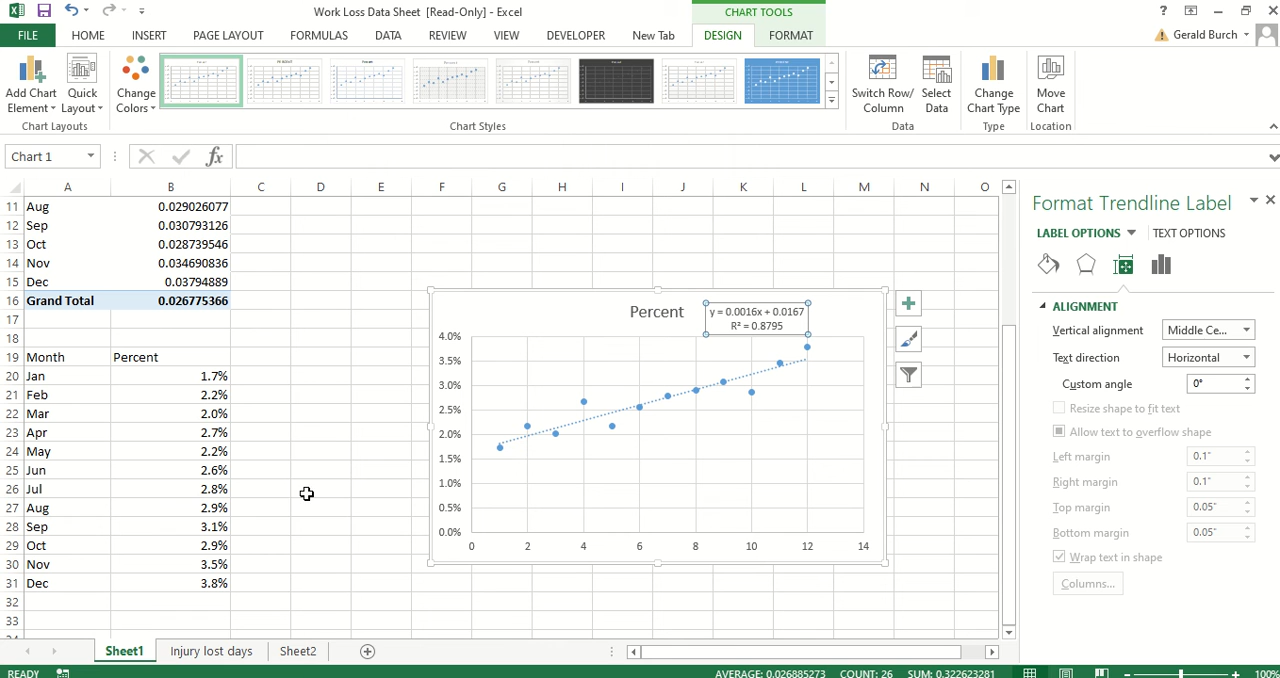 Work Loss Data Sheet [Read-Only] - Excel
CHART TOOLS
?
FILE HOME INSERT PAGE LAYOUT FORMULAS DATA REVIEW VIEW DEVELOPER New Tab DESIGN FORMAT Gerald Burch
Add Chart Element
Quick Layout
Change Colors
Switch Row/ Column
Select Data
Change Chart Type
Move Chart
Chart Layouts Chart Styles Data Type Location
Chart 1 fx
A B C D E F G H I J K L M N O
11 Aug 0.029026077
12 Sep 0.030793126
13 Oct 0.028739546
14 Nov 0.034690836
15 Dec 0.03794889
16 Grand Total 0.026775366
17
18
19 Month Percent
20 Jan 1.7%
21 Feb 2.2%
22 Mar 2.0%
23 Apr 2.7%
24 May 2.2%
25 Jun 2.6%
26 Jul 2.8%
27 Aug 2.9%
28 Sep 3.1%
29 Oct 2.9%
30 Nov 3.5%
31 Dec 3.8%
32
33
Percent
y = 0.0016x + 0.0167
R² = 0.8795
4.0%
3.5%
3.0%
2.5%
2.0%
1.5%
1.0%
0.5%
0.0%
0 2 4 6 8 10 12 14
Format Trendline Label
LABEL OPTIONS TEXT OPTIONS
ALIGNMENT
Vertical alignment Middle Ce...
Text direction Horizontal
Custom angle 0°
Resize shape to fit text
Allow text to overflow shape
Left margin 0.1"
Right margin 0.1"
Top margin 0.05"
Bottom margin 0.05"
Wrap text in shape
Columns...
Sheet1 Injury lost days Sheet2
READY AVERAGE: 0.026885273 COUNT: 26 SUM: 0.322623281 100%